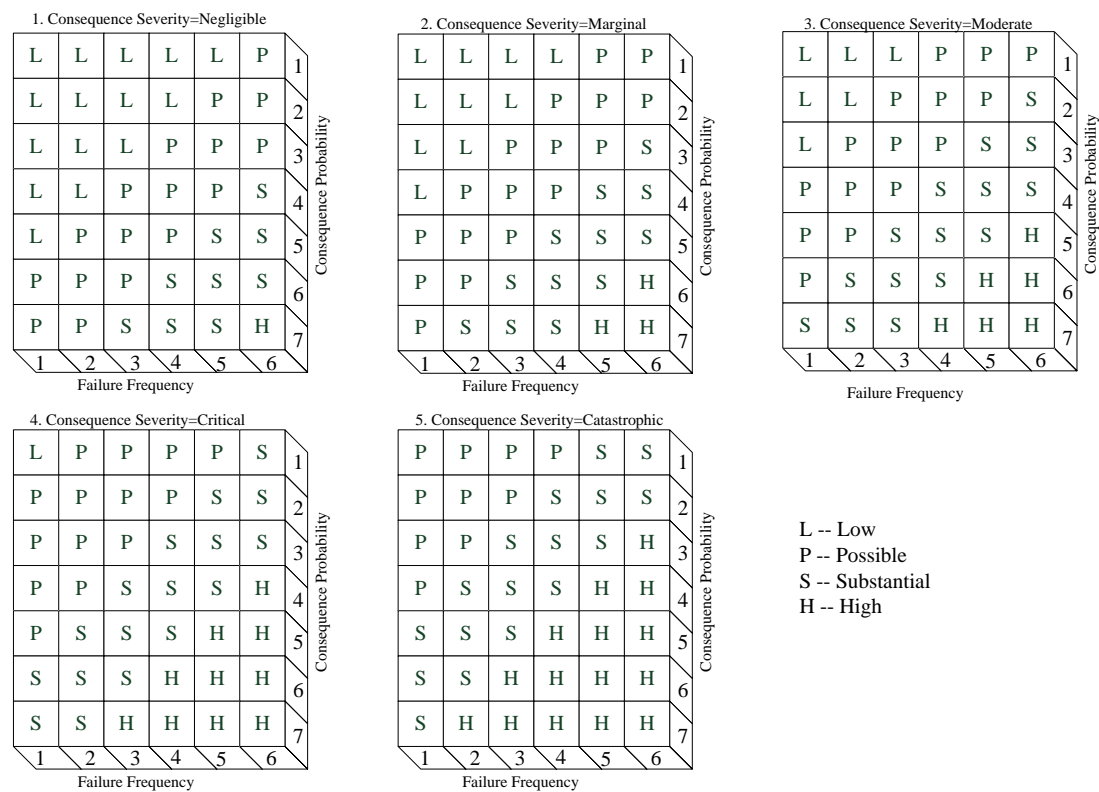 1. Consequence Severity=Negligible
L L L L L P 1
L L L L P P 2
L L L P P P 3
L L P P P S 4
L P P P S S 5
P P P S S S 6
P P S S S H 7
1 2 3 4 5 6
Failure Frequency
Consequence Probability
2. Consequence Severity=Marginal
L L L L P P 1
L L L P P P 2
L L P P P S 3
L P P P S S 4
P P P S S S 5
P P S S S H 6
P S S S H H 7
1 2 3 4 5 6
Failure Frequency
Consequence Probability
3. Consequence Severity=Moderate
L L L P P P 1
L L P P P S 2
L P P P S S 3
P P P S S S 4
P P S S S H 5
P S S S H H 6
S S S H H H 7
1 2 3 4 5 6
Failure Frequency
Consequence Probability
4. Consequence Severity=Critical
L P P P P S 1
P P P P S S 2
P P P S S S 3
P P S S S H 4
P S S S H H 5
S S S H H H 6
S S H H H H 7
1 2 3 4 5 6
Failure Frequency
Consequence Probability
5. Consequence Severity=Catastrophic
P P P P S S 1
P P P S S S 2
P P S S S H 3
P S S S H H 4
S S S H H H 5
S S H H H H 6
S H H H H H 7
1 2 3 4 5 6
Failure Frequency
Consequence Probability
L -- Low
P -- Possible
S -- Substantial
H -- High